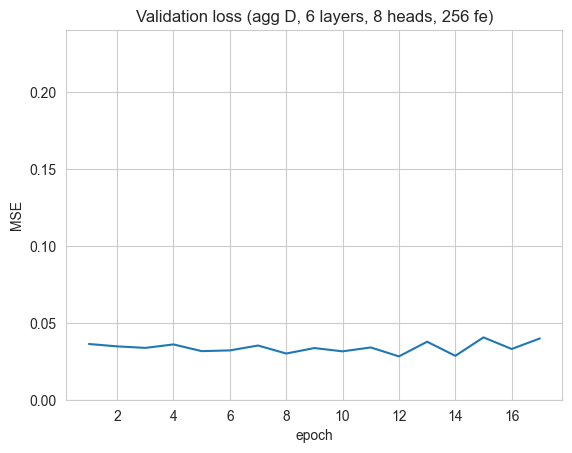 Validation loss (agg D, 6 layers, 8 heads, 256 fe)
0.20
0.15
0.10
0.05
0.00
MSE
2 4 6 8 10 12 14 16
epoch